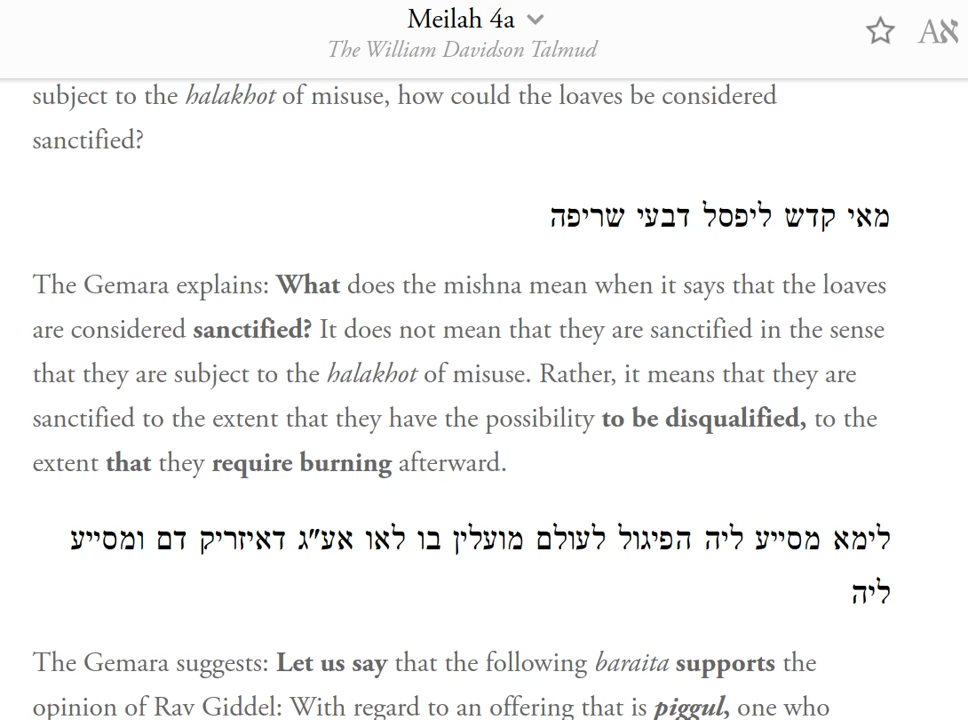 Meilah 4a
The William Davidson Talmud
Aא
subject to the halakhot of misuse, how could the loaves be considered
sanctified?
מאי קדש ליפסל דבעי שריפה
The Gemara explains: What does the mishna mean when it says that the loaves
are considered sanctified? It does not mean that they are sanctified in the sense
that they are subject to the halakhot of misuse. Rather, it means that they are
sanctified to the extent that they have the possibility to be disqualified, to the
extent that they require burning afterward.
לימא מסייע ליה הפיגול לעולם מועלין בו לאו אע״ג דאיזריק דם ומסייע
ליה
The Gemara suggests: Let us say that the following baraita supports the
opinion of Rav Giddel: With regard to an offering that is piggul, one who